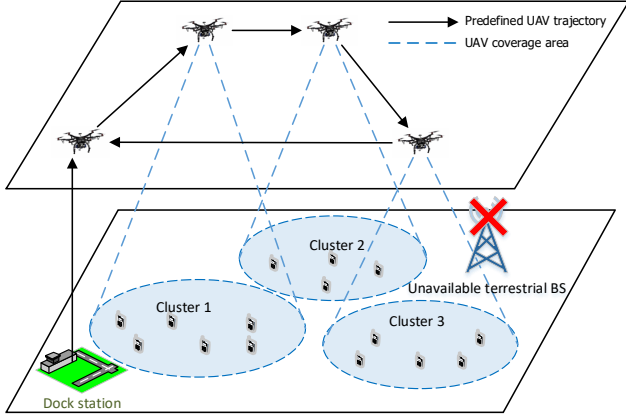 Predefined UAV trajectory
UAV coverage area
Cluster 2
Unavailable terrestrial BS
Cluster 1
Cluster 3
Dock station